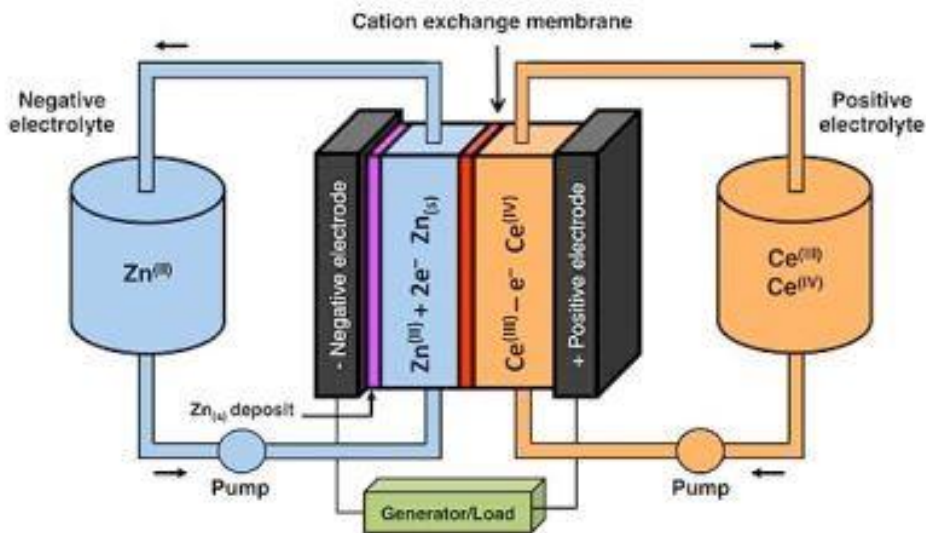 Cation exchange membrane
Negative
electrolyte
Positive
electrolyte
Zn(II)
- Negative electrode
Zn(II) + 2e− Zn(s)
Ce(III) − e− Ce(IV)
+ Positive electrode
Ce(III)
Ce(IV)
Zn(s) deposit
Pump
Pump
Generator/Load